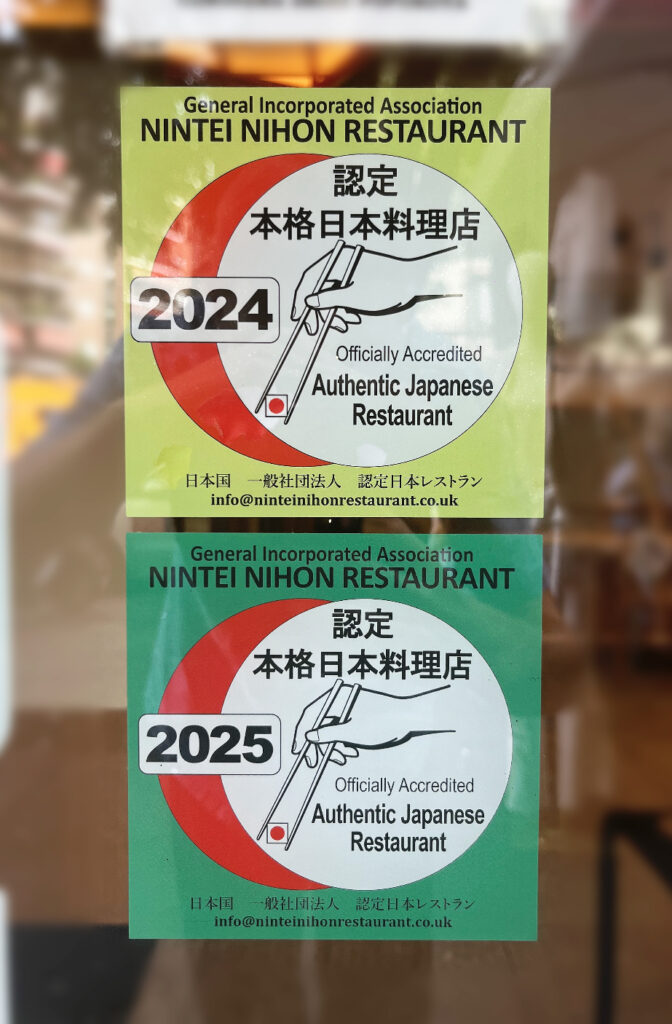 General Incorporated Association
NINTEI NIHON RESTAURANT
認定
本格日本料理店
2024
Officially Accredited
Authentic Japanese
Restaurant
日本国　一般社団法人　認定日本レストラン
info@ninteinihonrestaurant.co.uk
General Incorporated Association
NINTEI NIHON RESTAURANT
認定
本格日本料理店
2025
Officially Accredited
Authentic Japanese
Restaurant
日本国　一般社団法人　認定日本レストラン
info@ninteinihonrestaurant.co.uk